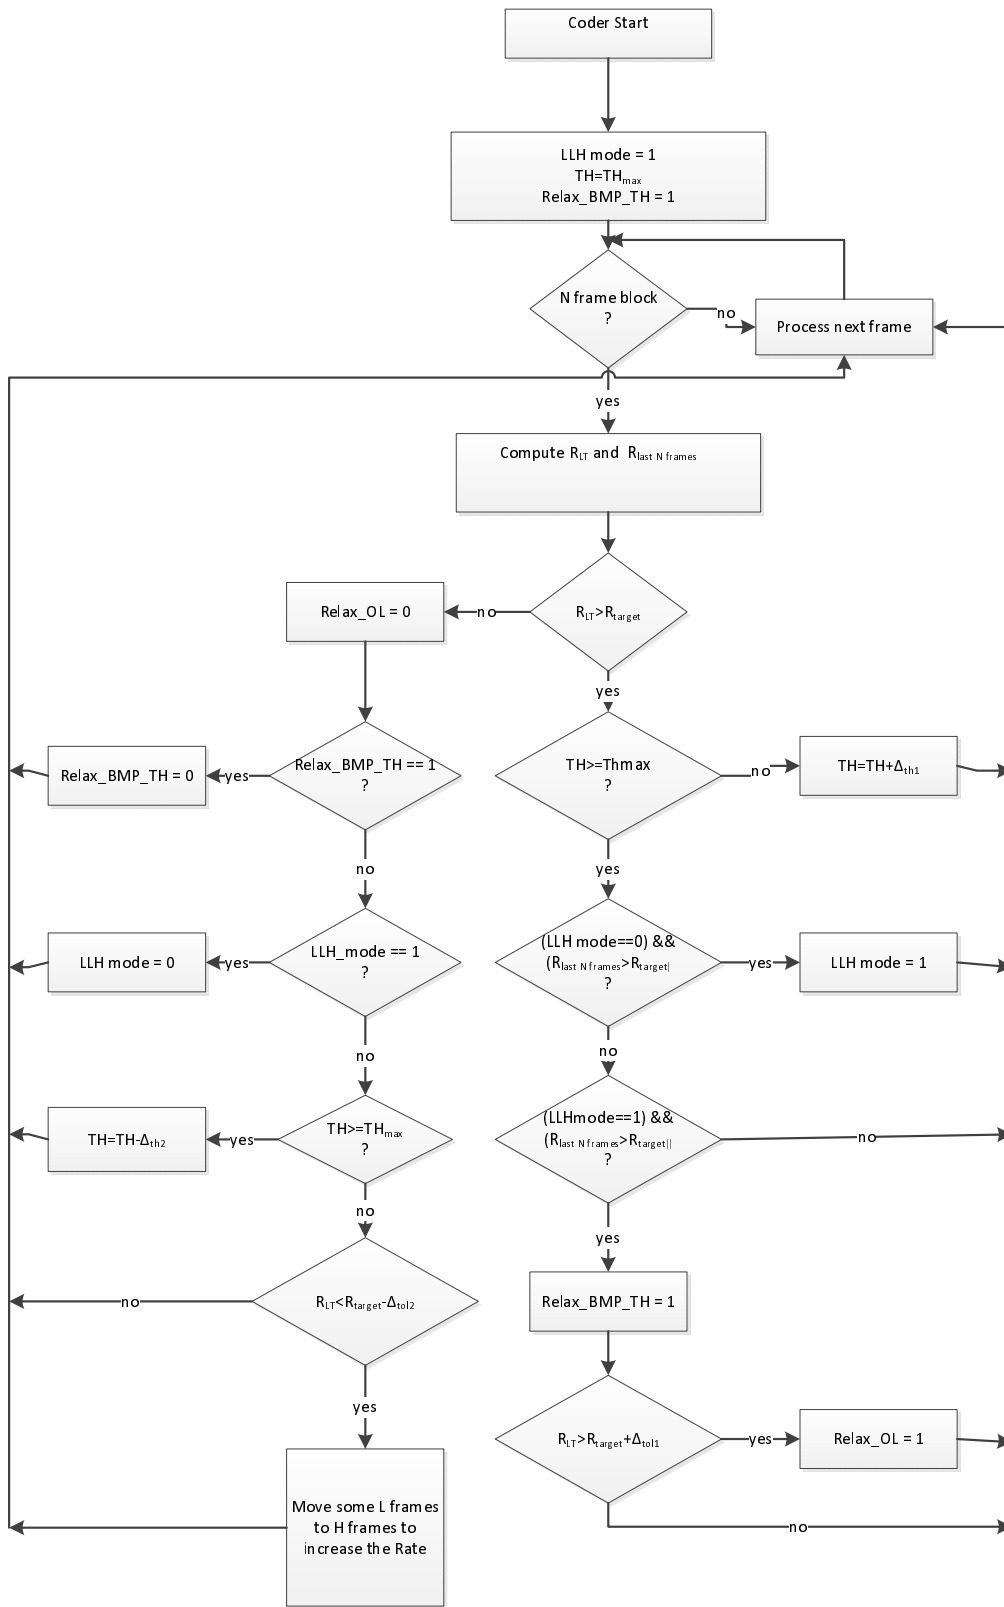 Coder Start
LLH mode = 1
TH=THmax
Relax_BMP_TH = 1
N frame block
?
no
Process next frame
yes
Compute RLT and Rlast N frames
RLT>Rtarget
no
Relax_OL = 0
yes
Relax_BMP_TH == 1
?
yes
Relax_BMP_TH = 0
TH>=Thmax
?
no
TH=TH+Δth1
no
yes
LLH_mode == 1
?
yes
LLH mode = 0
(LLH mode==0) &&
(Rlast N frames>Rtarget|
?
yes
LLH mode = 1
no
no
TH>=THmax
?
yes
TH=TH-Δth2
(LLHmode==1) &&
(Rlast N frames>Rtarget||
?
no
no
yes
RLT<Rtarget-Δtol2
no
Relax_BMP_TH = 1
yes
RLT>Rtarget+Δtol1
yes
Relax_OL = 1
Move some L frames
to H frames to
increase the Rate
no